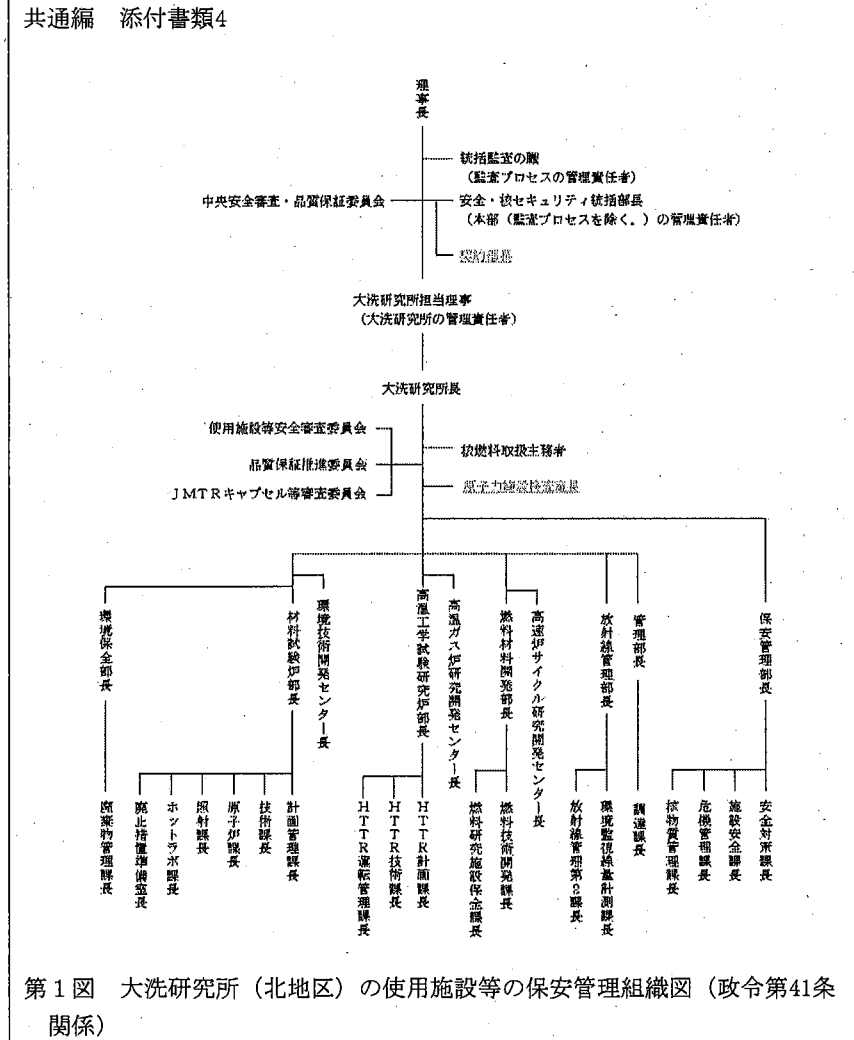 共通編　添付書類4
理事長
統括監査の職
（監査プロセスの管理責任者）
中央安全審査・品質保証委員会
安全・核セキュリティ統括部長
（本部（監査プロセスを除く。）の管理責任者）
契約部長
大洗研究所担当理事
（大洗研究所の管理責任者）
大洗研究所長
使用施設等安全審査委員会
核燃料取扱主務者
品質保証推進委員会
原子力施設検査室長
ＪＭＴＲキャプセル等審査委員会
環境保全部長
材料試験炉部長
環境技術開発センター長
高温工学試験研究炉部長
高温ガス炉研究開発センター長
燃料材料開発部長
高速炉サイクル研究開発センター長
放射線管理部長
管理部長
保安管理部長
廃棄物管理課長
廃止措置準備室長
ホットラボ課長
照射課長
原子炉課長
技術課長
計画管理課長
ＨＴＴＲ運転管理課長
ＨＴＴＲ技術課長
ＨＴＴＲ計画課長
燃料研究施設保全課長
燃料技術開発課長
放射線管理第２課長
環境監視線量計測課長
調達課長
核物質管理課長
危機管理課長
施設安全課長
安全対策課長
第１図　大洗研究所（北地区）の使用施設等の保安管理組織図（政令第41条
関係）